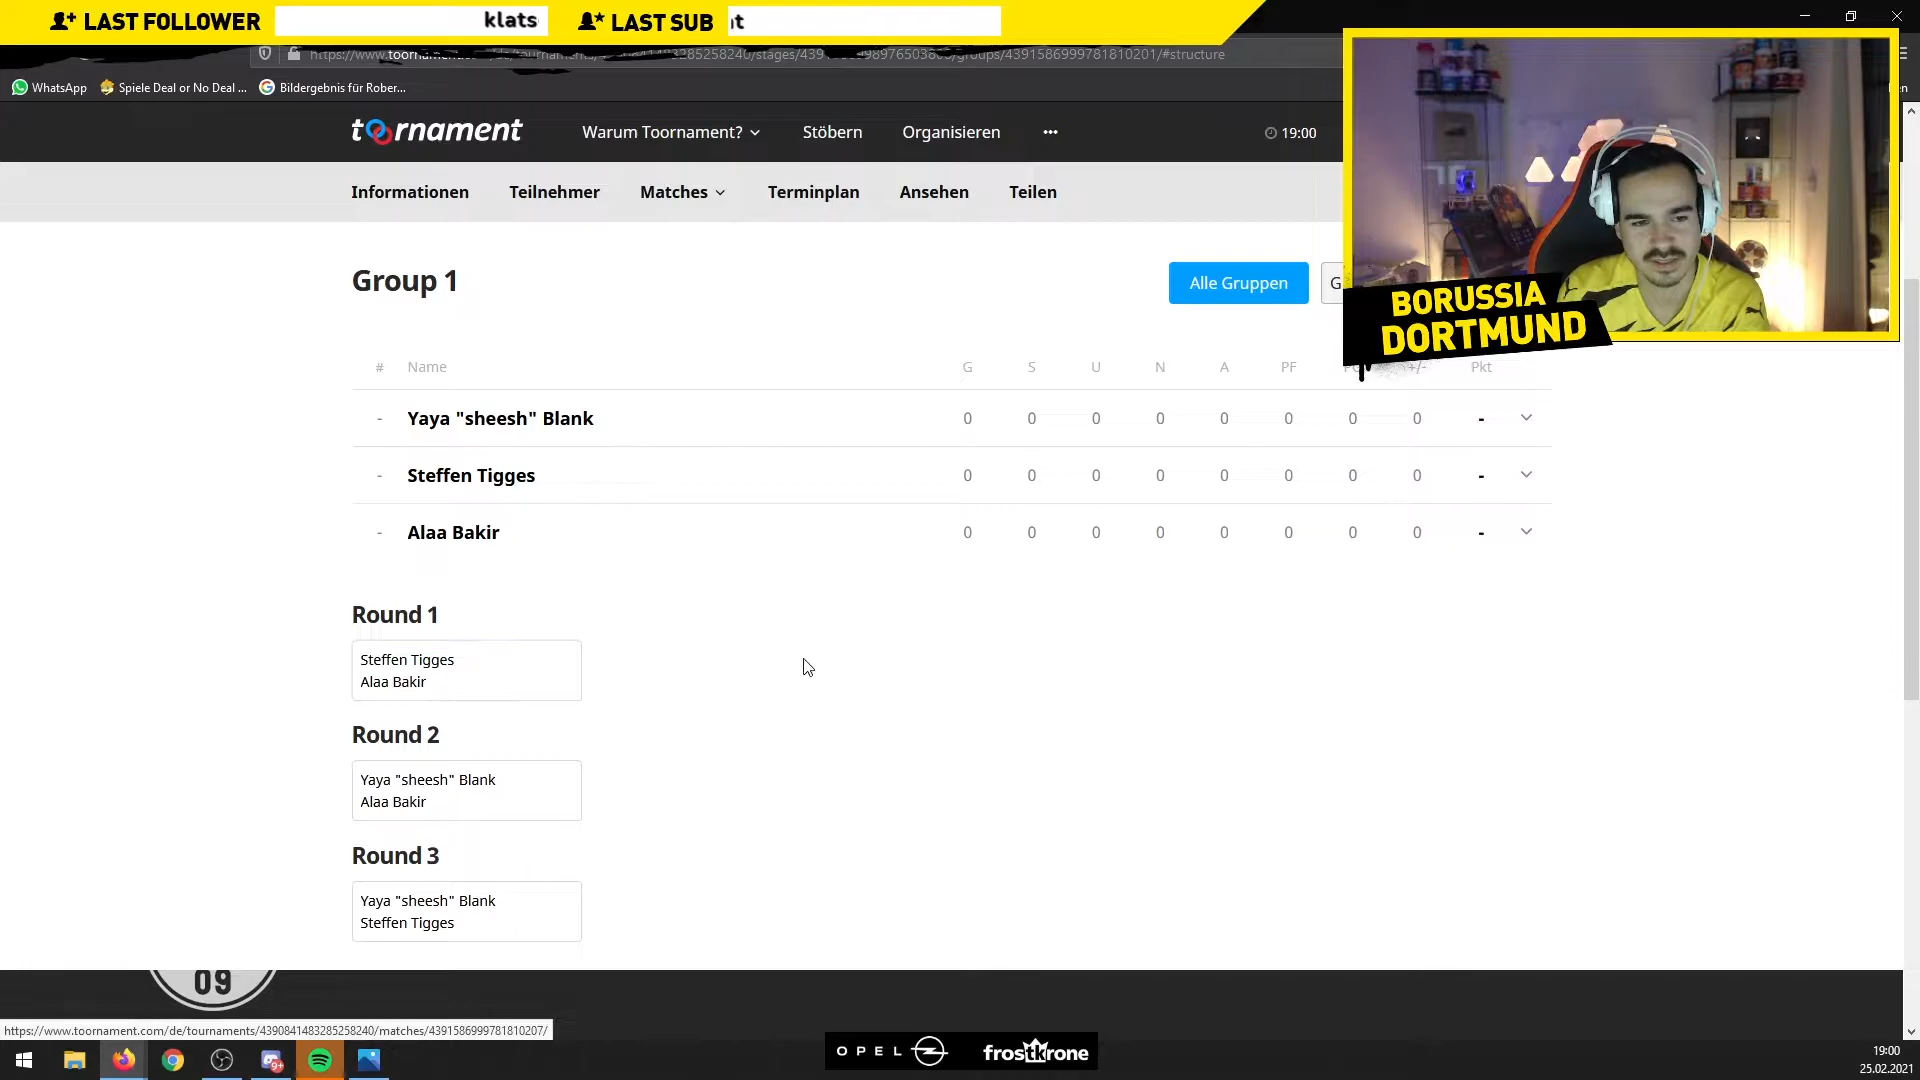 LAST FOLLOWER klats LAST SUB
WhatsApp Spiele Deal or No Deal ... Bildergebnis für Rober...
toornament Warum Toornament? Stöbern Organisieren ••• 19:00
Informationen Teilnehmer Matches Terminplan Ansehen Teilen
Group 1 Alle Gruppen
BORUSSIA
DORTMUND
# Name G S U N A PF +/- Pkt
- Yaya "sheesh" Blank 0 0 0 0 0 0 0 0 -
- Steffen Tigges 0 0 0 0 0 0 0 0 -
- Alaa Bakir 0 0 0 0 0 0 0 0 -
Round 1
Steffen Tigges
Alaa Bakir
Round 2
Yaya "sheesh" Blank
Alaa Bakir
Round 3
Yaya "sheesh" Blank
Steffen Tigges
09
https://www.toornament.com/de/tournaments/4390841483285258240/matches/4391586999781810207/
9+ OPEL frostkrone 19:00
25.02.2021